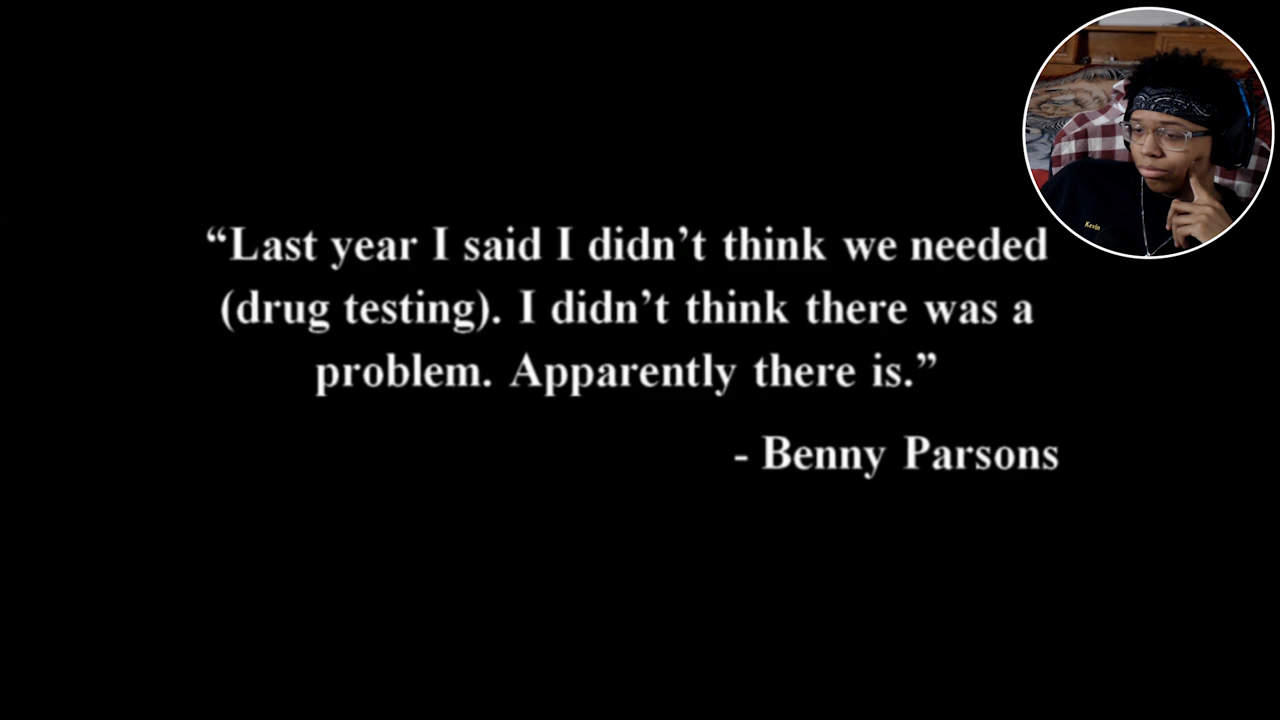 “Last year I said I didn’t think we needed
(drug testing). I didn’t think there was a
problem. Apparently there is.”
- Benny Parsons
Kevin